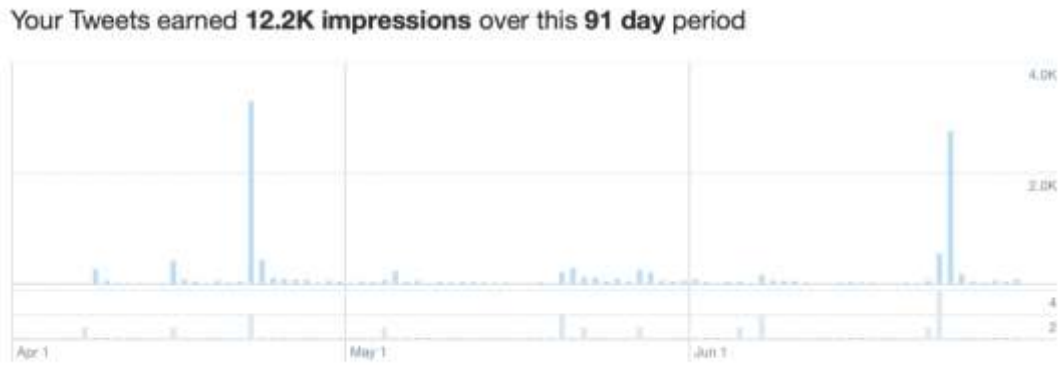 Your Tweets earned 12.2K impressions over this 91 day period
4.0K
2.0K
4
2
Apr 1
May 1
Jun 1